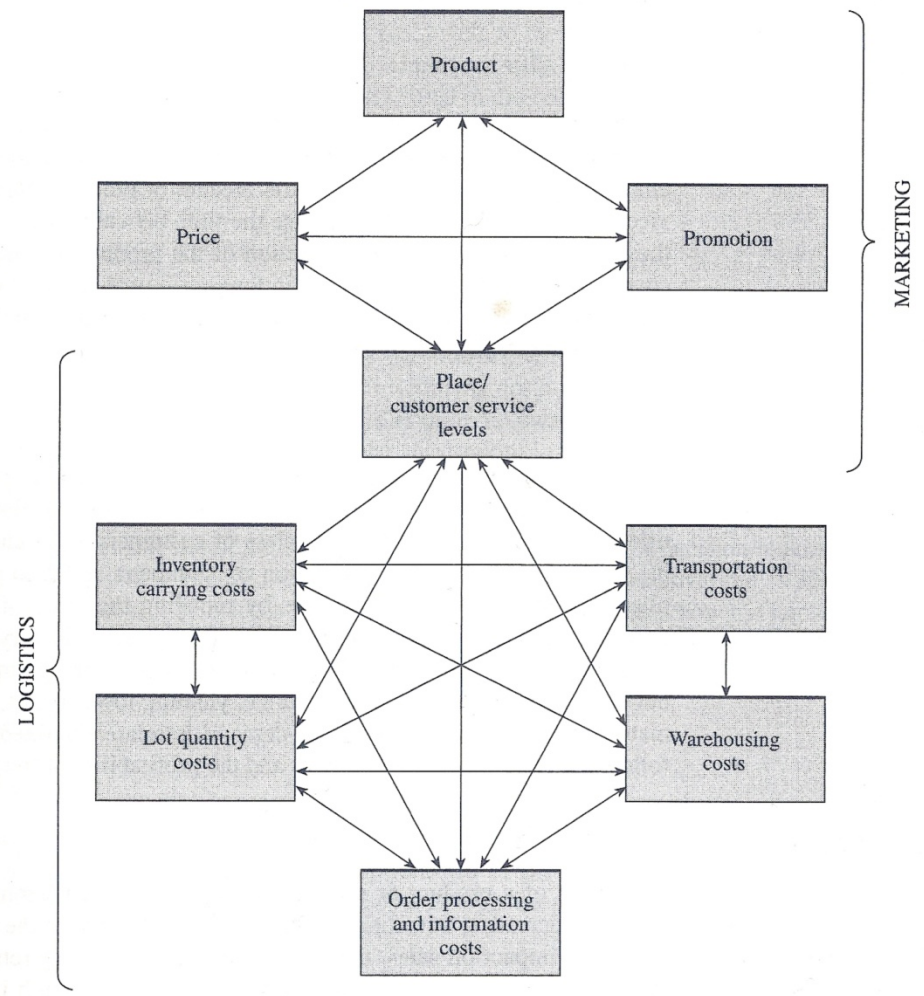 Product
MARKETING
Price
Promotion
Place/
customer service
levels
LOGISTICS
Inventory
carrying costs
Transportation
costs
Lot quantity
costs
Warehousing
costs
Order processing
and information
costs